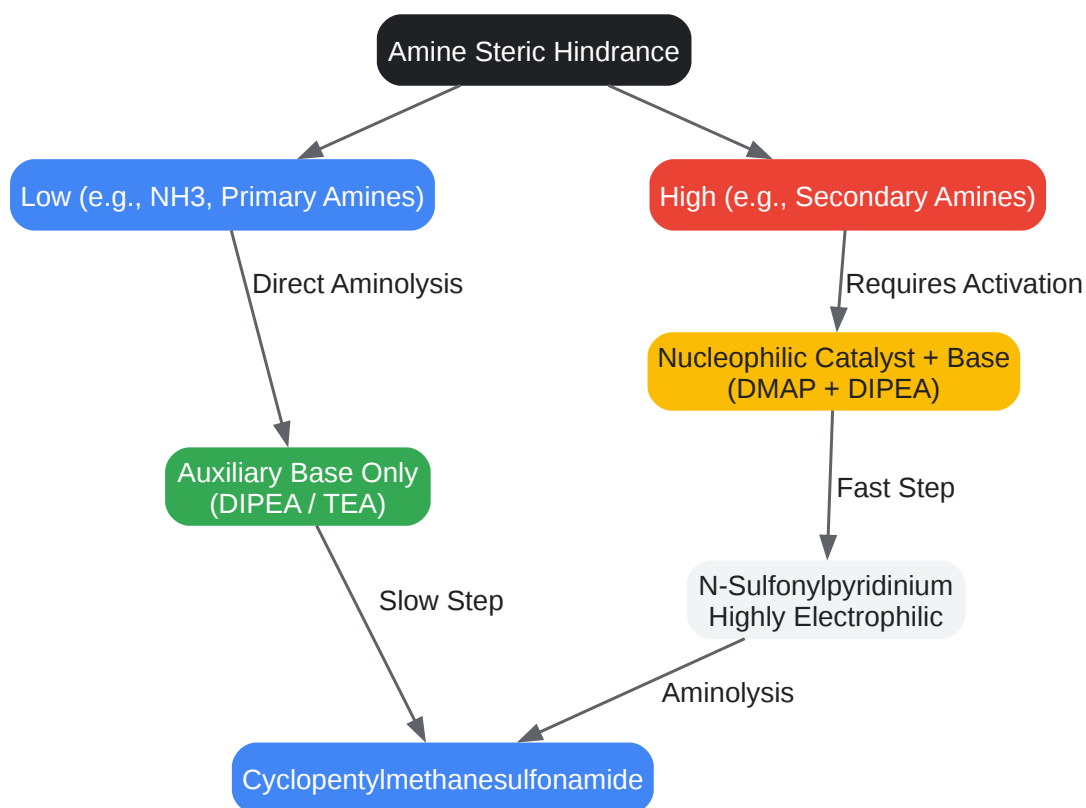 Amine Steric Hindrance
Low (e.g., NH3, Primary Amines)
High (e.g., Secondary Amines)
Direct Aminolysis
Requires Activation
Nucleophilic Catalyst + Base
(DMAP + DIPEA)
Auxiliary Base Only
(DIPEA / TEA)
Fast Step
Slow Step
N-Sulfonylpyridinium
Highly Electrophilic
Aminolysis
Cyclopentylmethanesulfonamide